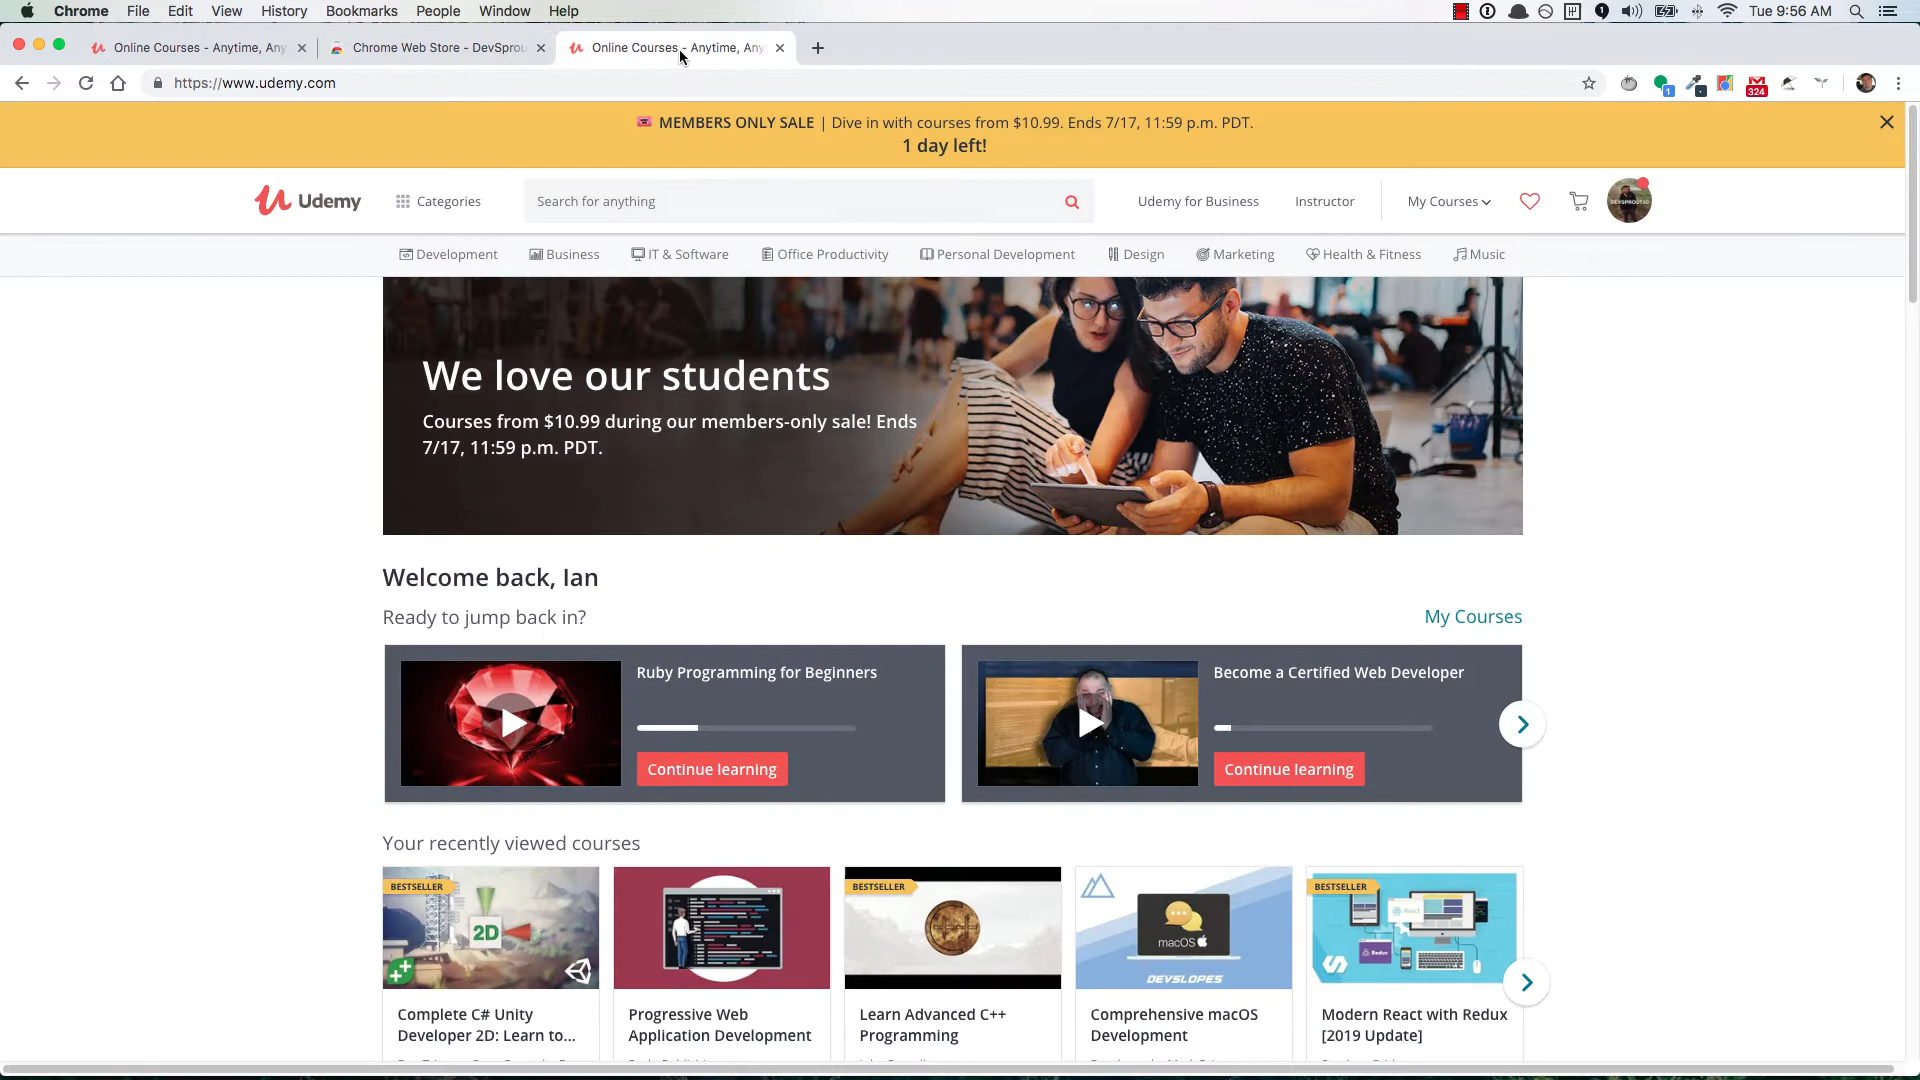 Chrome File Edit View History Bookmarks People Window Help
Tue 9:56 AM
Online Courses - Anytime, Any
Chrome Web Store - DevSprou
Online Courses - Anytime, Any
https://www.udemy.com
1
324
MEMBERS ONLY SALE | Dive in with courses from $10.99. Ends 7/17, 11:59 p.m. PDT.
1 day left!
Udemy
Categories
Search for anything
Udemy for Business
Instructor
My Courses
DEVSPROUT.IO
Development
Business
IT & Software
Office Productivity
Personal Development
Design
Marketing
Health & Fitness
Music
We love our students
Courses from $10.99 during our members-only sale! Ends
7/17, 11:59 p.m. PDT.
Welcome back, Ian
Ready to jump back in?
My Courses
Ruby Programming for Beginners
Continue learning
Become a Certified Web Developer
Continue learning
Your recently viewed courses
BESTSELLER
2D
Complete C# Unity
Developer 2D: Learn to...
Progressive Web
Application Development
BESTSELLER
Learn Advanced C++
Programming
macOS
DEVSLOPES
Comprehensive macOS
Development
BESTSELLER
React
Redux
Modern React with Redux
[2019 Update]